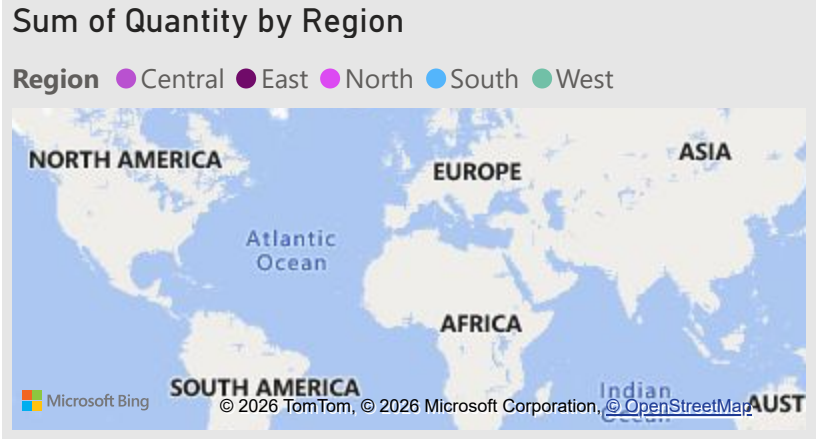 Sum of Quantity by Region
Region Central East North South West
NORTH AMERICA
ASIA
EUROPE
Atlantic
Ocean
AFRICA
SOUTH AMERICA
Indian
Ocean
AUST
Microsoft Bing
© 2026 TomTom, © 2026 Microsoft Corporation, © OpenStreetMap